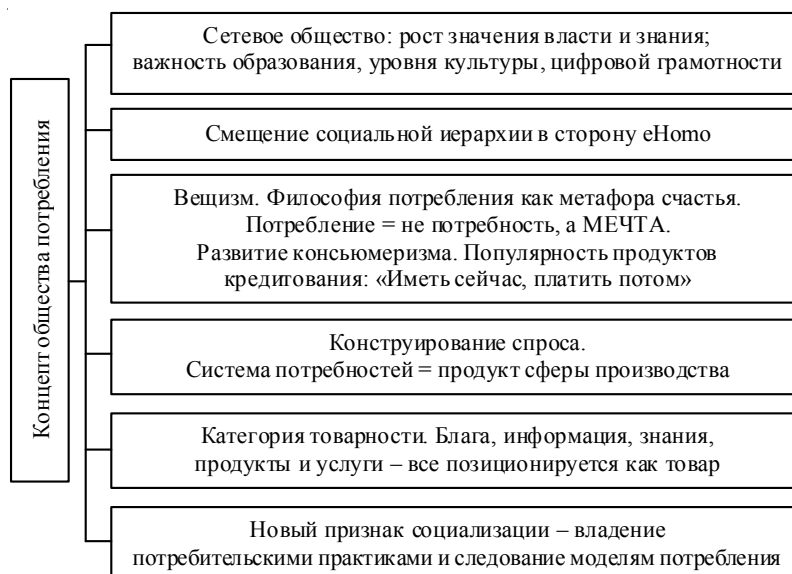 Концепт общества потребления
Сетевое общество: рост значения власти и знания;
важность образования, уровня культуры, цифровой грамотности
Смещение социальной иерархии в сторону eHomo
Вещизм. Философия потребления как метафора счастья.
Потребление = не потребность, а МЕЧТА.
Развитие консьюмеризма. Популярность продуктов
кредитования: «Иметь сейчас, платить потом»
Конструирование спроса.
Система потребностей = продукт сферы производства
Категория товарности. Блага, информация, знания,
продукты и услуги – все позиционируется как товар
Новый признак социализации – владение
потребительскими практиками и следование моделям потребления